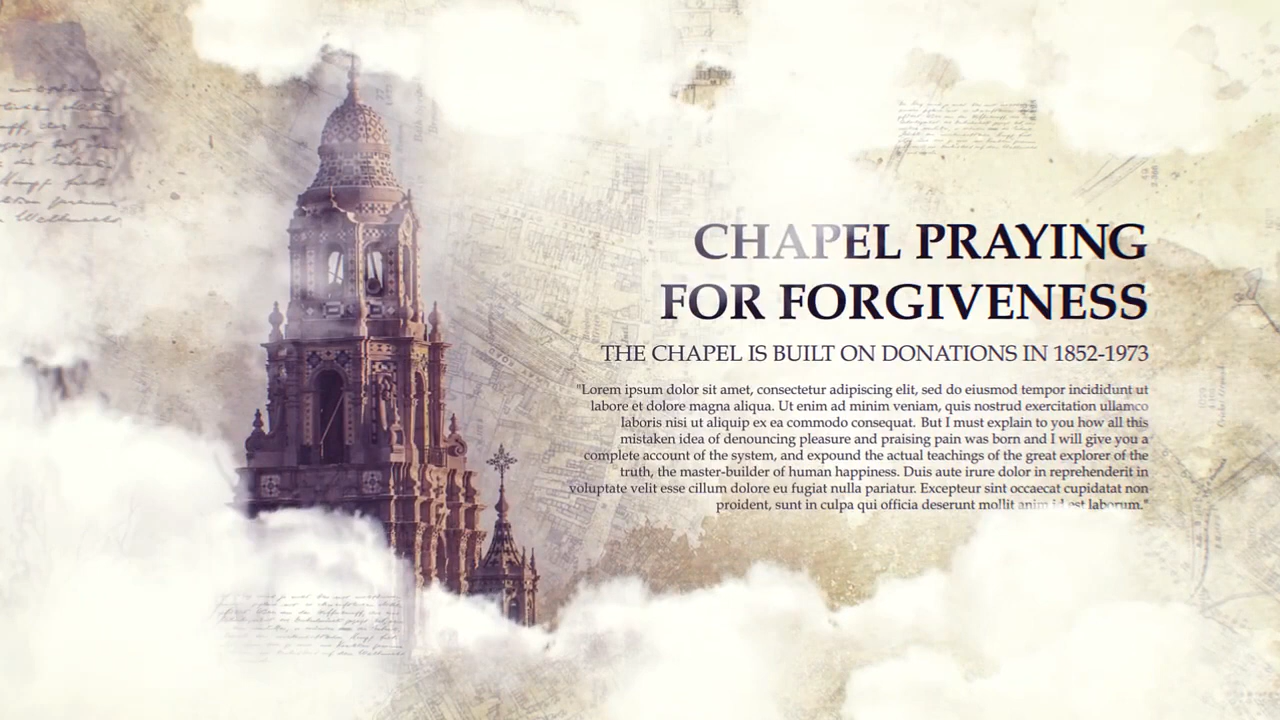 CHAPEL PRAYING
FOR FORGIVENESS
THE CHAPEL IS BUILT ON DONATIONS IN 1852-1973
"Lorem ipsum dolor sit amet, consectetur adipiscing elit, sed do eiusmod tempor incididunt ut
labore et dolore magna aliqua. Ut enim ad minim veniam, quis nostrud exercitation ullamco
laboris nisi ut aliquip ex ea commodo consequat. But I must explain to you how all this
mistaken idea of denouncing pleasure and praising pain was born and I will give you a
complete account of the system, and expound the actual teachings of the great explorer of the
truth, the master-builder of human happiness. Duis aute irure dolor in reprehenderit in
voluptate velit esse cillum dolore eu fugiat nulla pariatur. Excepteur sint occaecat cupidatat non
proident, sunt in culpa qui officia deserunt mollit anim id est laborum."